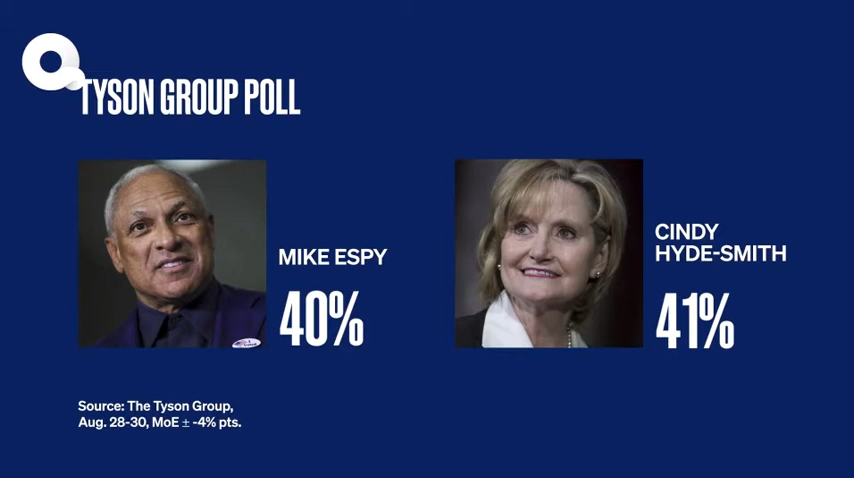 TYSON GROUP POLL
MIKE ESPY
40%
CINDY
HYDE-SMITH
41%
Source: The Tyson Group,
Aug. 28-30, MoE ± -4% pts.